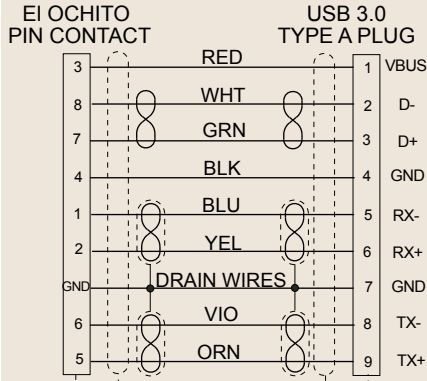 El OCHITO PIN CONTACT
USB 3.0 TYPE A PLUG
3 RED 1 VBUS
8 WHT 2 D-
7 GRN 3 D+
4 BLK 4 GND
1 BLU 5 RX-
2 YEL 6 RX+
GND DRAIN WIRES 7 GND
6 VIO 8 TX-
5 ORN 9 TX+